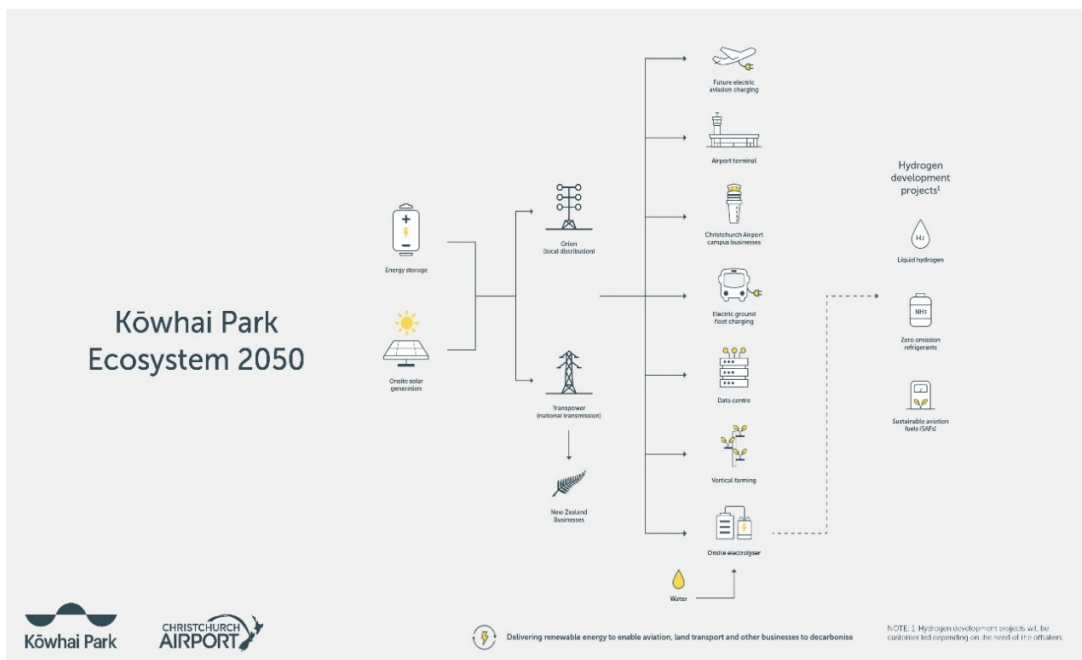 Kōwhai Park
Ecosystem 2050
Energy storage
Onsite solar
generation
Orion
(local distribution)
Transpower
(national transmission)
New Zealand
Businesses
Future electric
aviation charging
Airport terminal
Christchurch Airport
campus businesses
Electric ground
fleet charging
Data centre
Vertical farming
Onsite electrolyser
Water
Hydrogen
development
projects¹
H₂
Liquid hydrogen
NH₃
Zero emission
refrigerants
Sustainable aviation
fuels (SAFs)
Kōwhai Park
CHRISTCHURCH
AIRPORT
Delivering renewable energy to enable aviation, land transport and other businesses to decarbonise
NOTE: 1. Hydrogen development projects will be
customer led depending on the need of the offtakers